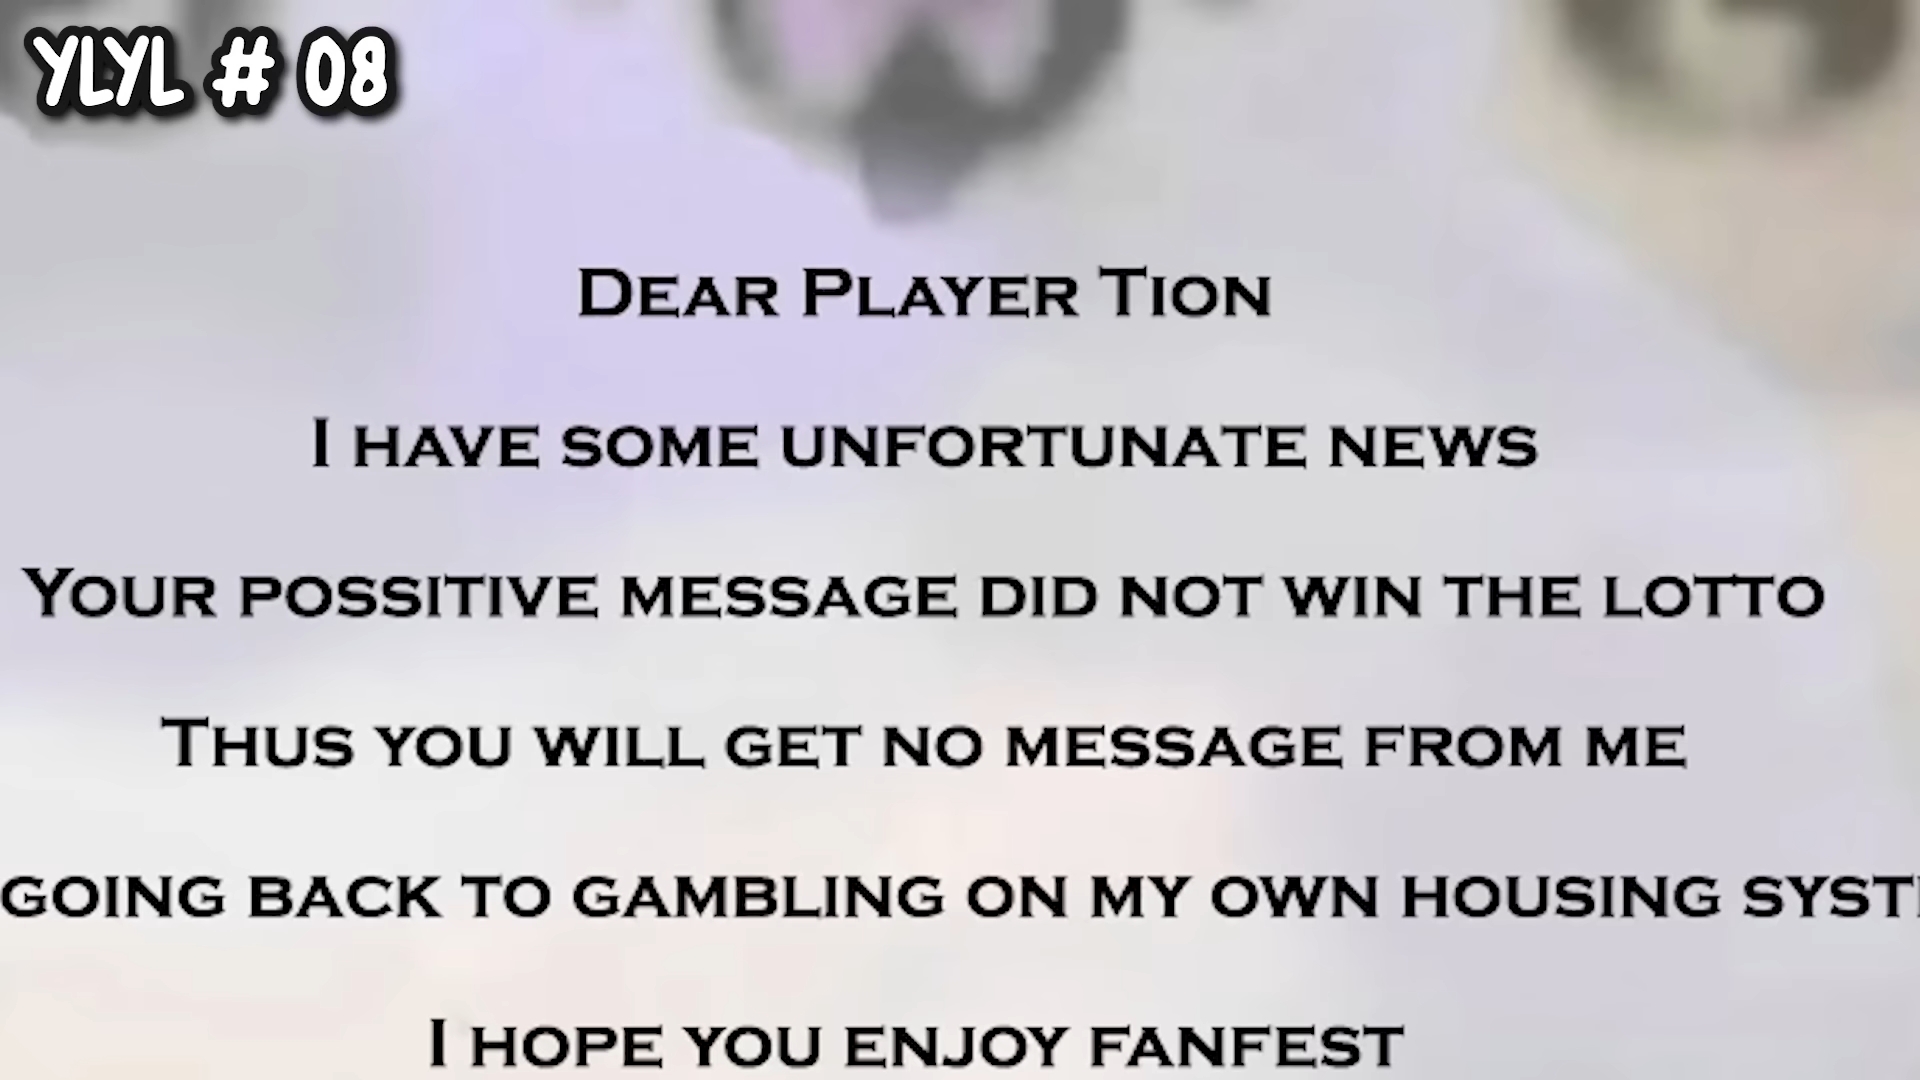 YLYL # 08
DEAR PLAYER TION
I HAVE SOME UNFORTUNATE NEWS
YOUR POSSITIVE MESSAGE DID NOT WIN THE LOTTO
THUS YOU WILL GET NO MESSAGE FROM ME
GOING BACK TO GAMBLING ON MY OWN HOUSING
I HOPE YOU ENJOY FANFEST